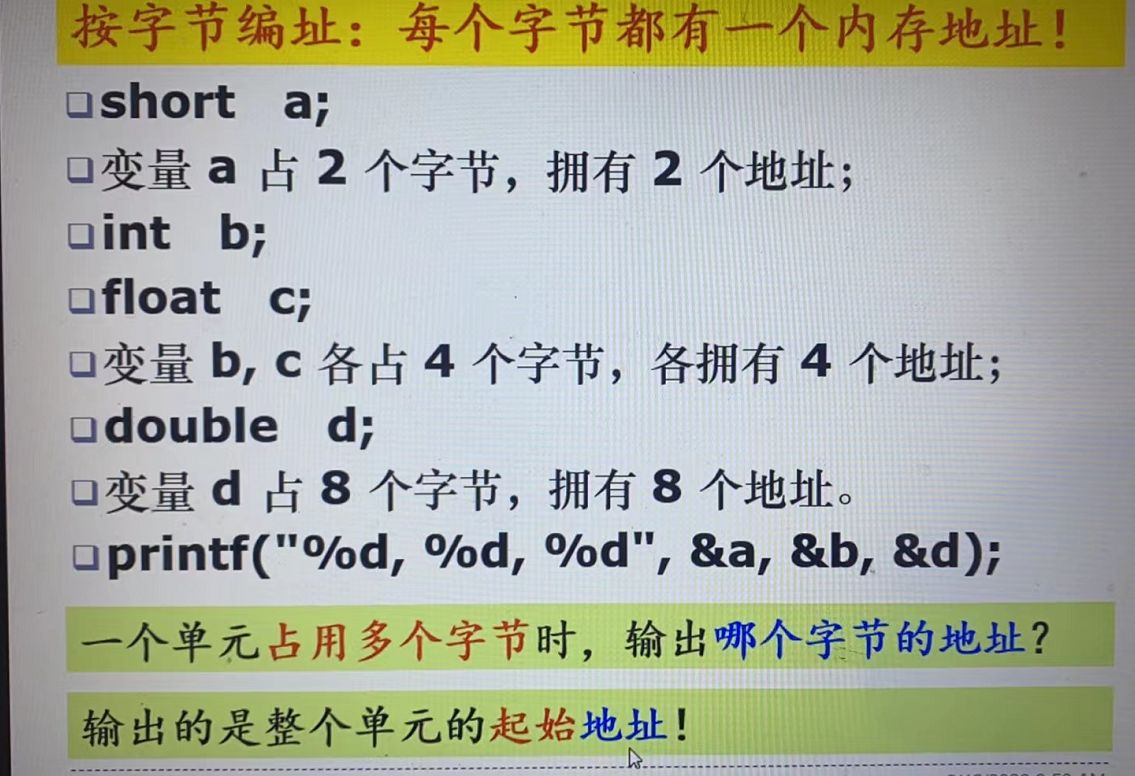 按字节编址：每个字节都有一个内存地址！
short a;
变量 a 占 2 个字节，拥有 2 个地址；
int b;
float c;
变量 b, c 各占 4 个字节，各拥有 4 个地址；
double d;
变量 d 占 8 个字节，拥有 8 个地址。
printf("%d, %d, %d", &a, &b, &d);
一个单元占用多个字节时，输出哪个字节的地址？
输出的是整个单元的起始地址！